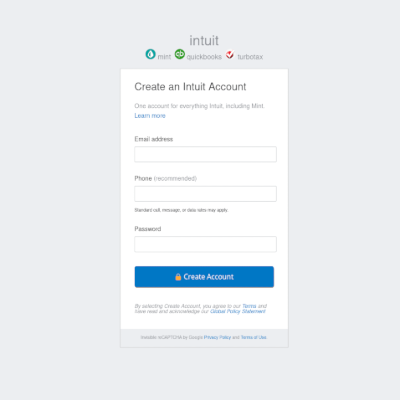 intuit
mint quickbooks turbotax
Create an Intuit Account
One account for everything Intuit, including Mint.
Learn more
Email address
Phone (recommended)
Standard call, message, or data rates may apply.
Password
Create Account
By selecting Create Account, you agree to our Terms and
have read and acknowledge our Global Policy Statement
Invisible reCAPTCHA by Google Privacy Policy and Terms of Use